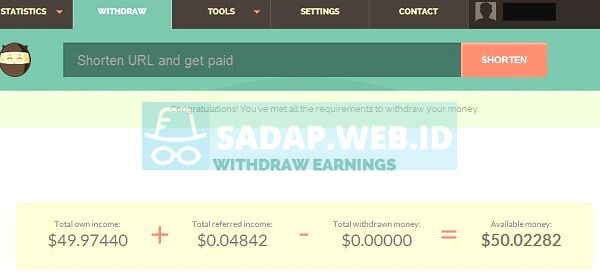 STATISTICS WITHDRAW TOOLS SETTINGS CONTACT
Shorten URL and get paid SHORTEN
Congratulations! You've met all the requirements to withdraw your money.
SADAP.WEB.ID
WITHDRAW EARNINGS
Total own income: Total referred income: Total withdrawn money: Available money:
$49.97440 + $0.04842 - $0.00000 = $50.02282